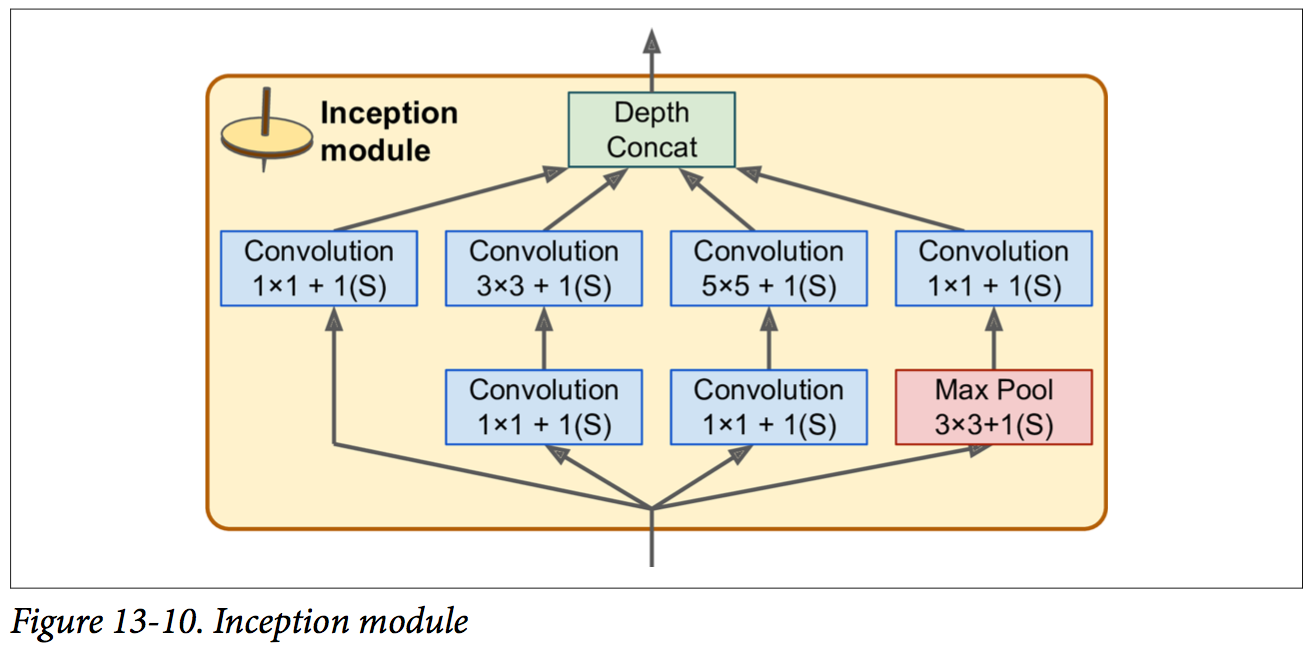 Inception
module
Depth
Concat
Convolution
1×1 + 1(S)
Convolution
3×3 + 1(S)
Convolution
5×5 + 1(S)
Convolution
1×1 + 1(S)
Convolution
1×1 + 1(S)
Convolution
1×1 + 1(S)
Max Pool
3×3+1(S)
Figure 13-10. Inception module